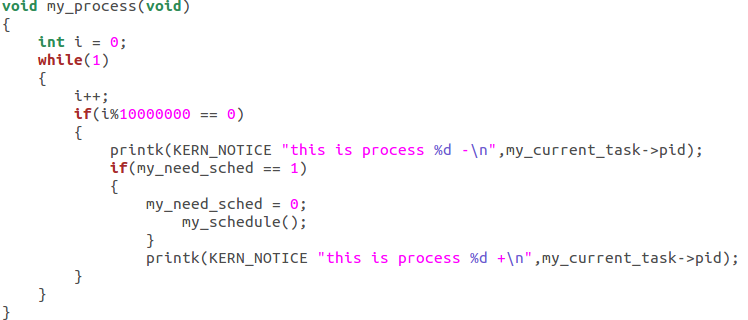 void my_process(void)
{
    int i = 0;
    while(1)
    {
        i++;
        if(i%10000000 == 0)
        {
            printk(KERN_NOTICE "this is process %d -\n",my_current_task->pid);
            if(my_need_sched == 1)
            {
                my_need_sched = 0;
                    my_schedule();
                }
                printk(KERN_NOTICE "this is process %d +\n",my_current_task->pid);
        }
    }
}